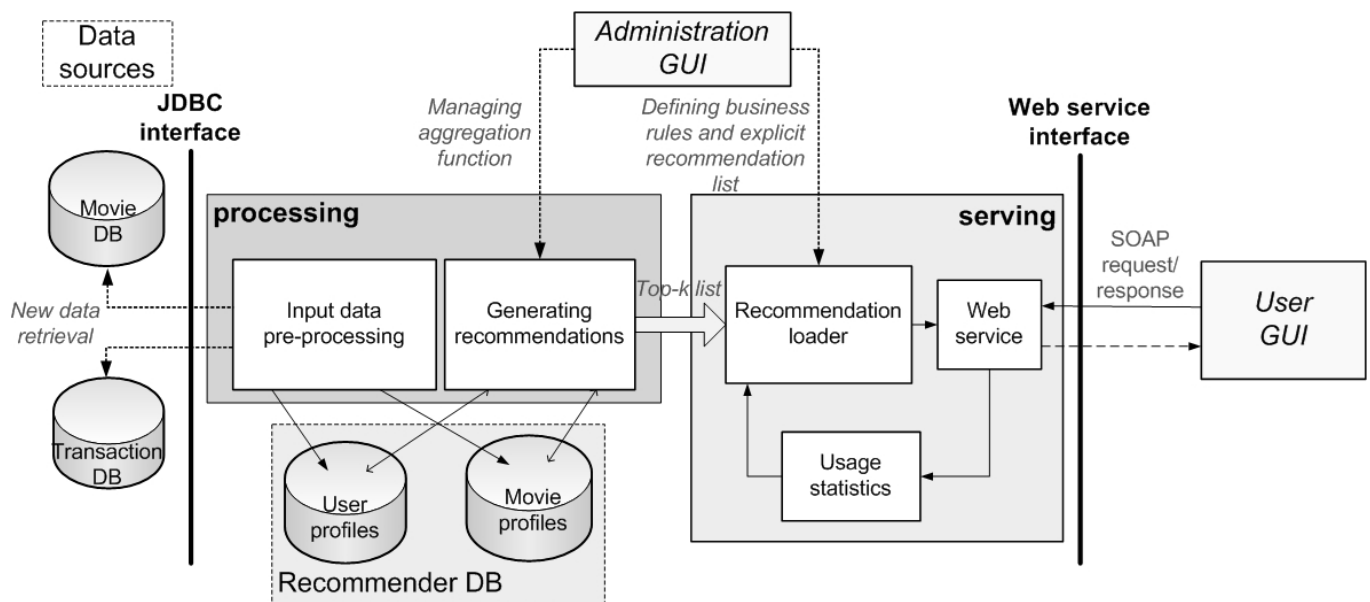 Data
sources
JDBC
interface
Administration
GUI
Managing
aggregation
function
Defining business
rules and explicit
recommendation
list
Web service
interface
Movie
DB
New data
retrieval
Transaction
DB
processing
Input data
pre-processing
Generating
recommendations
Top-k list
serving
Recommendation
loader
Web
service
Usage
statistics
SOAP
request/
response
User
GUI
User
profiles
Movie
profiles
Recommender DB